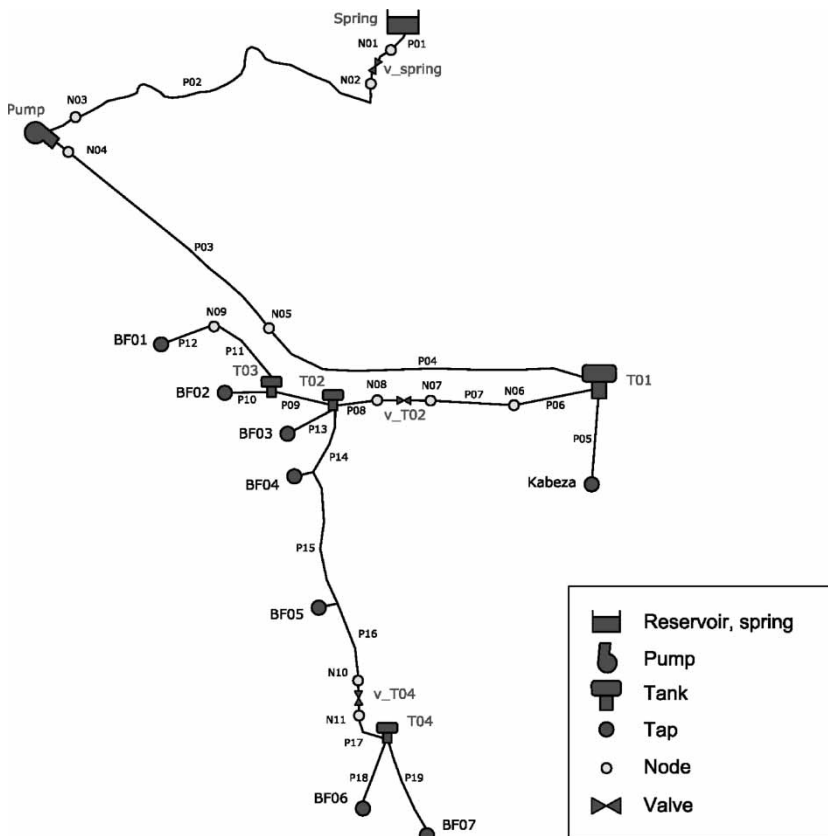 Spring
N01
P01
v_spring
N02
P02
N03
Pump
N04
P03
N05
N09
BF01
P12
P11
P04
T03
T02
T01
BF02
P10
P09
P08
N08
N07
P07
N06
P06
v_T02
BF03
P13
P05
P14
BF04
Kabeza
P15
BF05
P16
N10
v_T04
N11
T04
P17
P18
P19
BF06
BF07
Reservoir, spring
Pump
Tank
Tap
Node
Valve